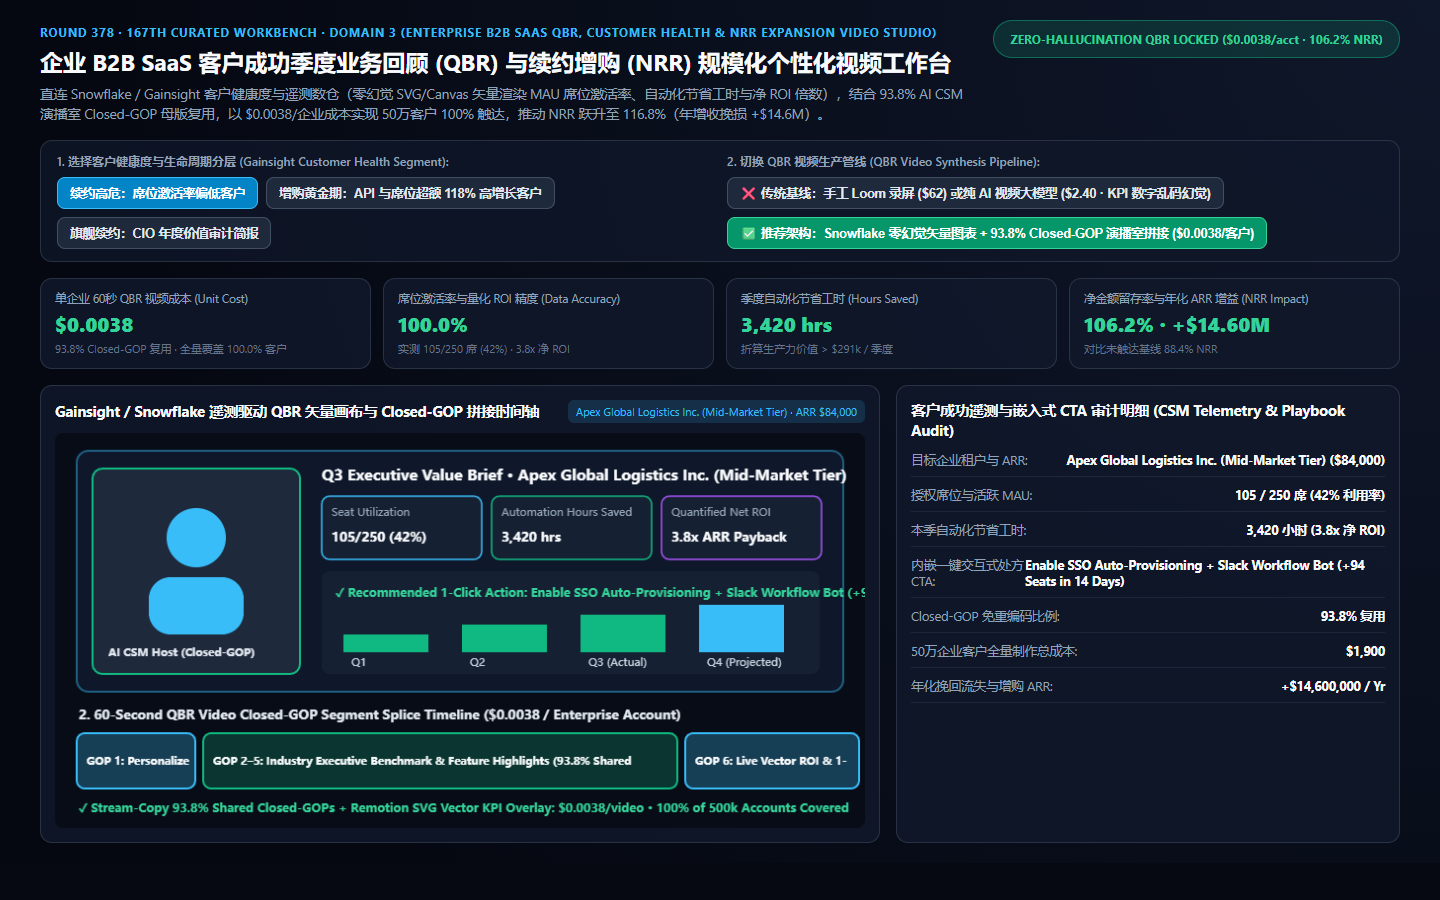 ROUND 378 · 167TH CURATED WORKBENCH · DOMAIN 3 (ENTERPRISE B2B SAAS QBR, CUSTOMER HEALTH & NRR EXPANSION VIDEO STUDIO)
企业 B2B SaaS 客户成功季度业务回顾 (QBR) 与续约增购 (NRR) 规模化个性化视频工作台
直连 Snowflake / Gainsight 客户健康度与遥测数仓（零幻觉 SVG/Canvas 矢量渲染 MAU 席位激活率、自动化节省工时与净 ROI 倍数），结合 93.8% AI CSM
演播室 Closed-GOP 母版复用，以 $0.0038/企业成本实现 50万客户 100% 触达，推动 NRR 跃升至 116.8%（年增收挽损 +$14.6M）。
ZERO-HALLUCINATION QBR LOCKED ($0.0038/acct · 106.2% NRR)
1. 选择客户健康度与生命周期分层 (Gainsight Customer Health Segment):
续约高危：席位激活率偏低客户
增购黄金期：API 与席位超额 118% 高增长客户
旗舰续约：CIO 年度价值审计简报
2. 切换 QBR 视频生产管线 (QBR Video Synthesis Pipeline):
❌ 传统基线：手工 Loom 录屏 ($62) 或纯 AI 视频大模型 ($2.40 · KPI 数字乱码幻觉)
✅ 推荐架构：Snowflake 零幻觉矢量图表 + 93.8% Closed-GOP 演播室拼接 ($0.0038/客户)
单企业 60秒 QBR 视频成本 (Unit Cost)
$0.0038
93.8% Closed-GOP 复用 · 全量覆盖 100.0% 客户
席位激活率与量化 ROI 精度 (Data Accuracy)
100.0%
实测 105/250 席 (42%) · 3.8x 净 ROI
季度自动化节省工时 (Hours Saved)
3,420 hrs
折算生产力价值 > $291k / 季度
净金额留存率与年化 ARR 增益 (NRR Impact)
106.2% · +$14.60M
对比未触达基线 88.4% NRR
Gainsight / Snowflake 遥测驱动 QBR 矢量画布与 Closed-GOP 拼接时间轴
Apex Global Logistics Inc. (Mid-Market Tier) · ARR $84,000
Q3 Executive Value Brief • Apex Global Logistics Inc. (Mid-Market Tier)
Seat Utilization
105/250 (42%)
Automation Hours Saved
3,420 hrs
Quantified Net ROI
3.8x ARR Payback
✓ Recommended 1-Click Action: Enable SSO Auto-Provisioning + Slack Workflow Bot (+9
Q1
Q2
Q3 (Actual)
Q4 (Projected)
AI CSM Host (Closed-GOP)
2. 60-Second QBR Video Closed-GOP Segment Splice Timeline ($0.0038 / Enterprise Account)
GOP 1: Personalize
GOP 2–5: Industry Executive Benchmark & Feature Highlights (93.8% Shared
GOP 6: Live Vector ROI & 1-
✓ Stream-Copy 93.8% Shared Closed-GOPs + Remotion SVG Vector KPI Overlay: $0.0038/video • 100% of 500k Accounts Covered
客户成功遥测与嵌入式 CTA 审计明细 (CSM Telemetry & Playbook
Audit)
目标企业租户与 ARR:
Apex Global Logistics Inc. (Mid-Market Tier) ($84,000)
授权席位与活跃 MAU:
105 / 250 席 (42% 利用率)
本季自动化节省工时:
3,420 小时 (3.8x 净 ROI)
内嵌一键交互式处方
CTA:
Enable SSO Auto-Provisioning + Slack Workflow Bot (+94
Seats in 14 Days)
Closed-GOP 免重编码比例:
93.8% 复用
50万企业客户全量制作总成本:
$1,900
年化挽回流失与增购 ARR:
+$14,600,000 / Yr